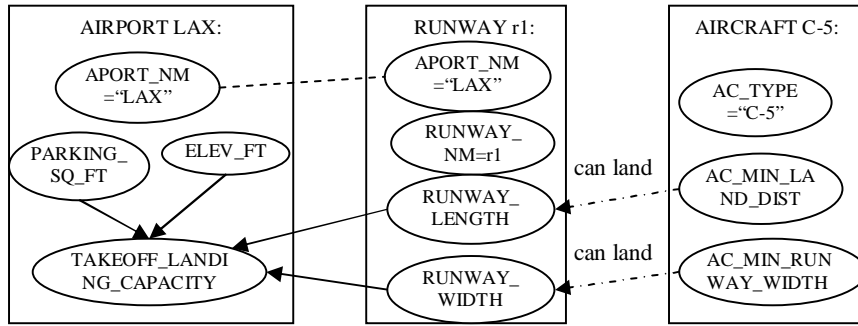 AIRPORT LAX:
APORT_NM
="LAX"
PARKING_
SQ_FT
ELEV_FT
TAKEOFF_LANDI
NG_CAPACITY
RUNWAY r1:
APORT_NM
="LAX"
RUNWAY_
NM=r1
RUNWAY_
LENGTH
RUNWAY_
WIDTH
can land
can land
AIRCRAFT C-5:
AC_TYPE
="C-5"
AC_MIN_LA
ND_DIST
AC_MIN_RUN
WAY_WIDTH